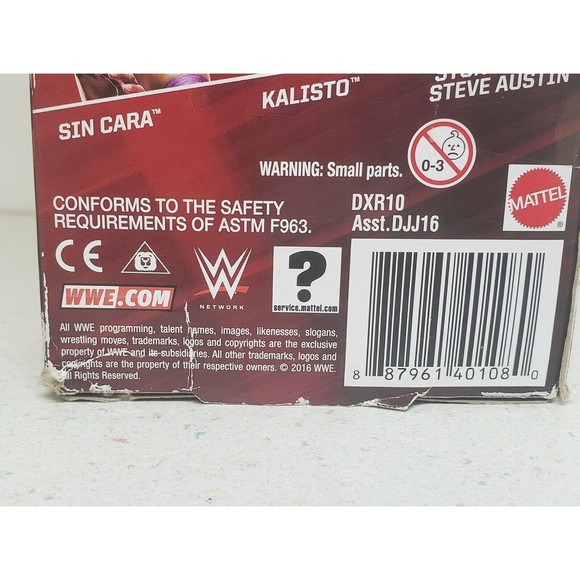 STEVE AUSTIN
KALISTO™
SIN CARA™
0-3
WARNING: Small parts.
MATTEL
®
CONFORMS TO THE SAFETY
REQUIREMENTS OF ASTM F963.
DXR10
Asst.DJJ16
CE
W
NETWORK
?
service.mattel.com
WWE.COM
All WWE programming, talent names, images, likenesses, slogans,
wrestling moves, trademarks, logos and copyrights are the exclusive
property of WWE and its subsidiaries. All other trademarks, logos and
copyrights are the property of their respective owners. © 2016 WWE.
All Rights Reserved.
8 87961 40108 0